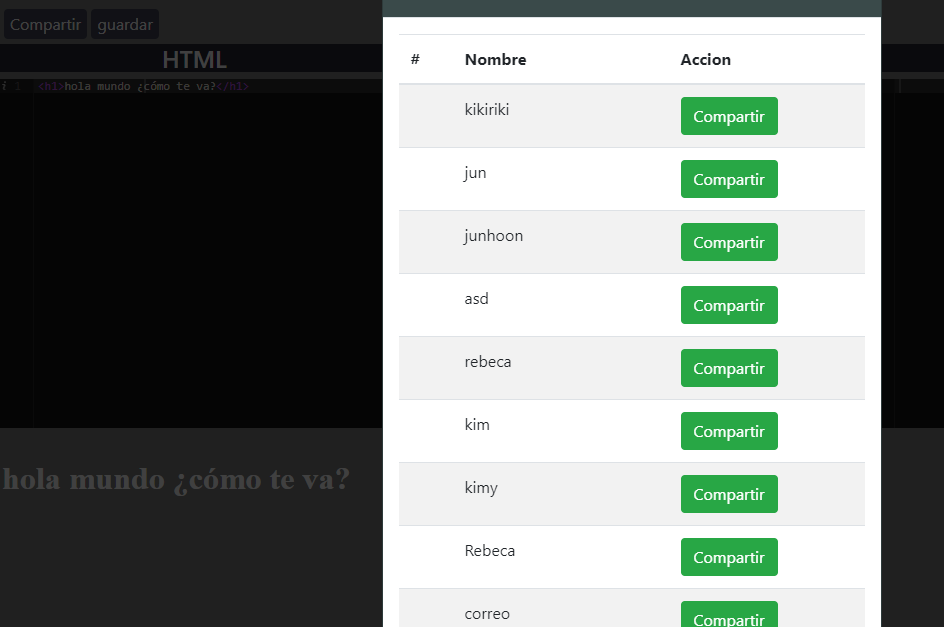 Compartir guardar
HTML
i 1 <h1>hola mundo ¿cómo te va?</h1>
hola mundo ¿cómo te va?
# Nombre Accion
kikiriki Compartir
jun Compartir
junhoon Compartir
asd Compartir
rebeca Compartir
kim Compartir
kimy Compartir
Rebeca Compartir
correo Compartir